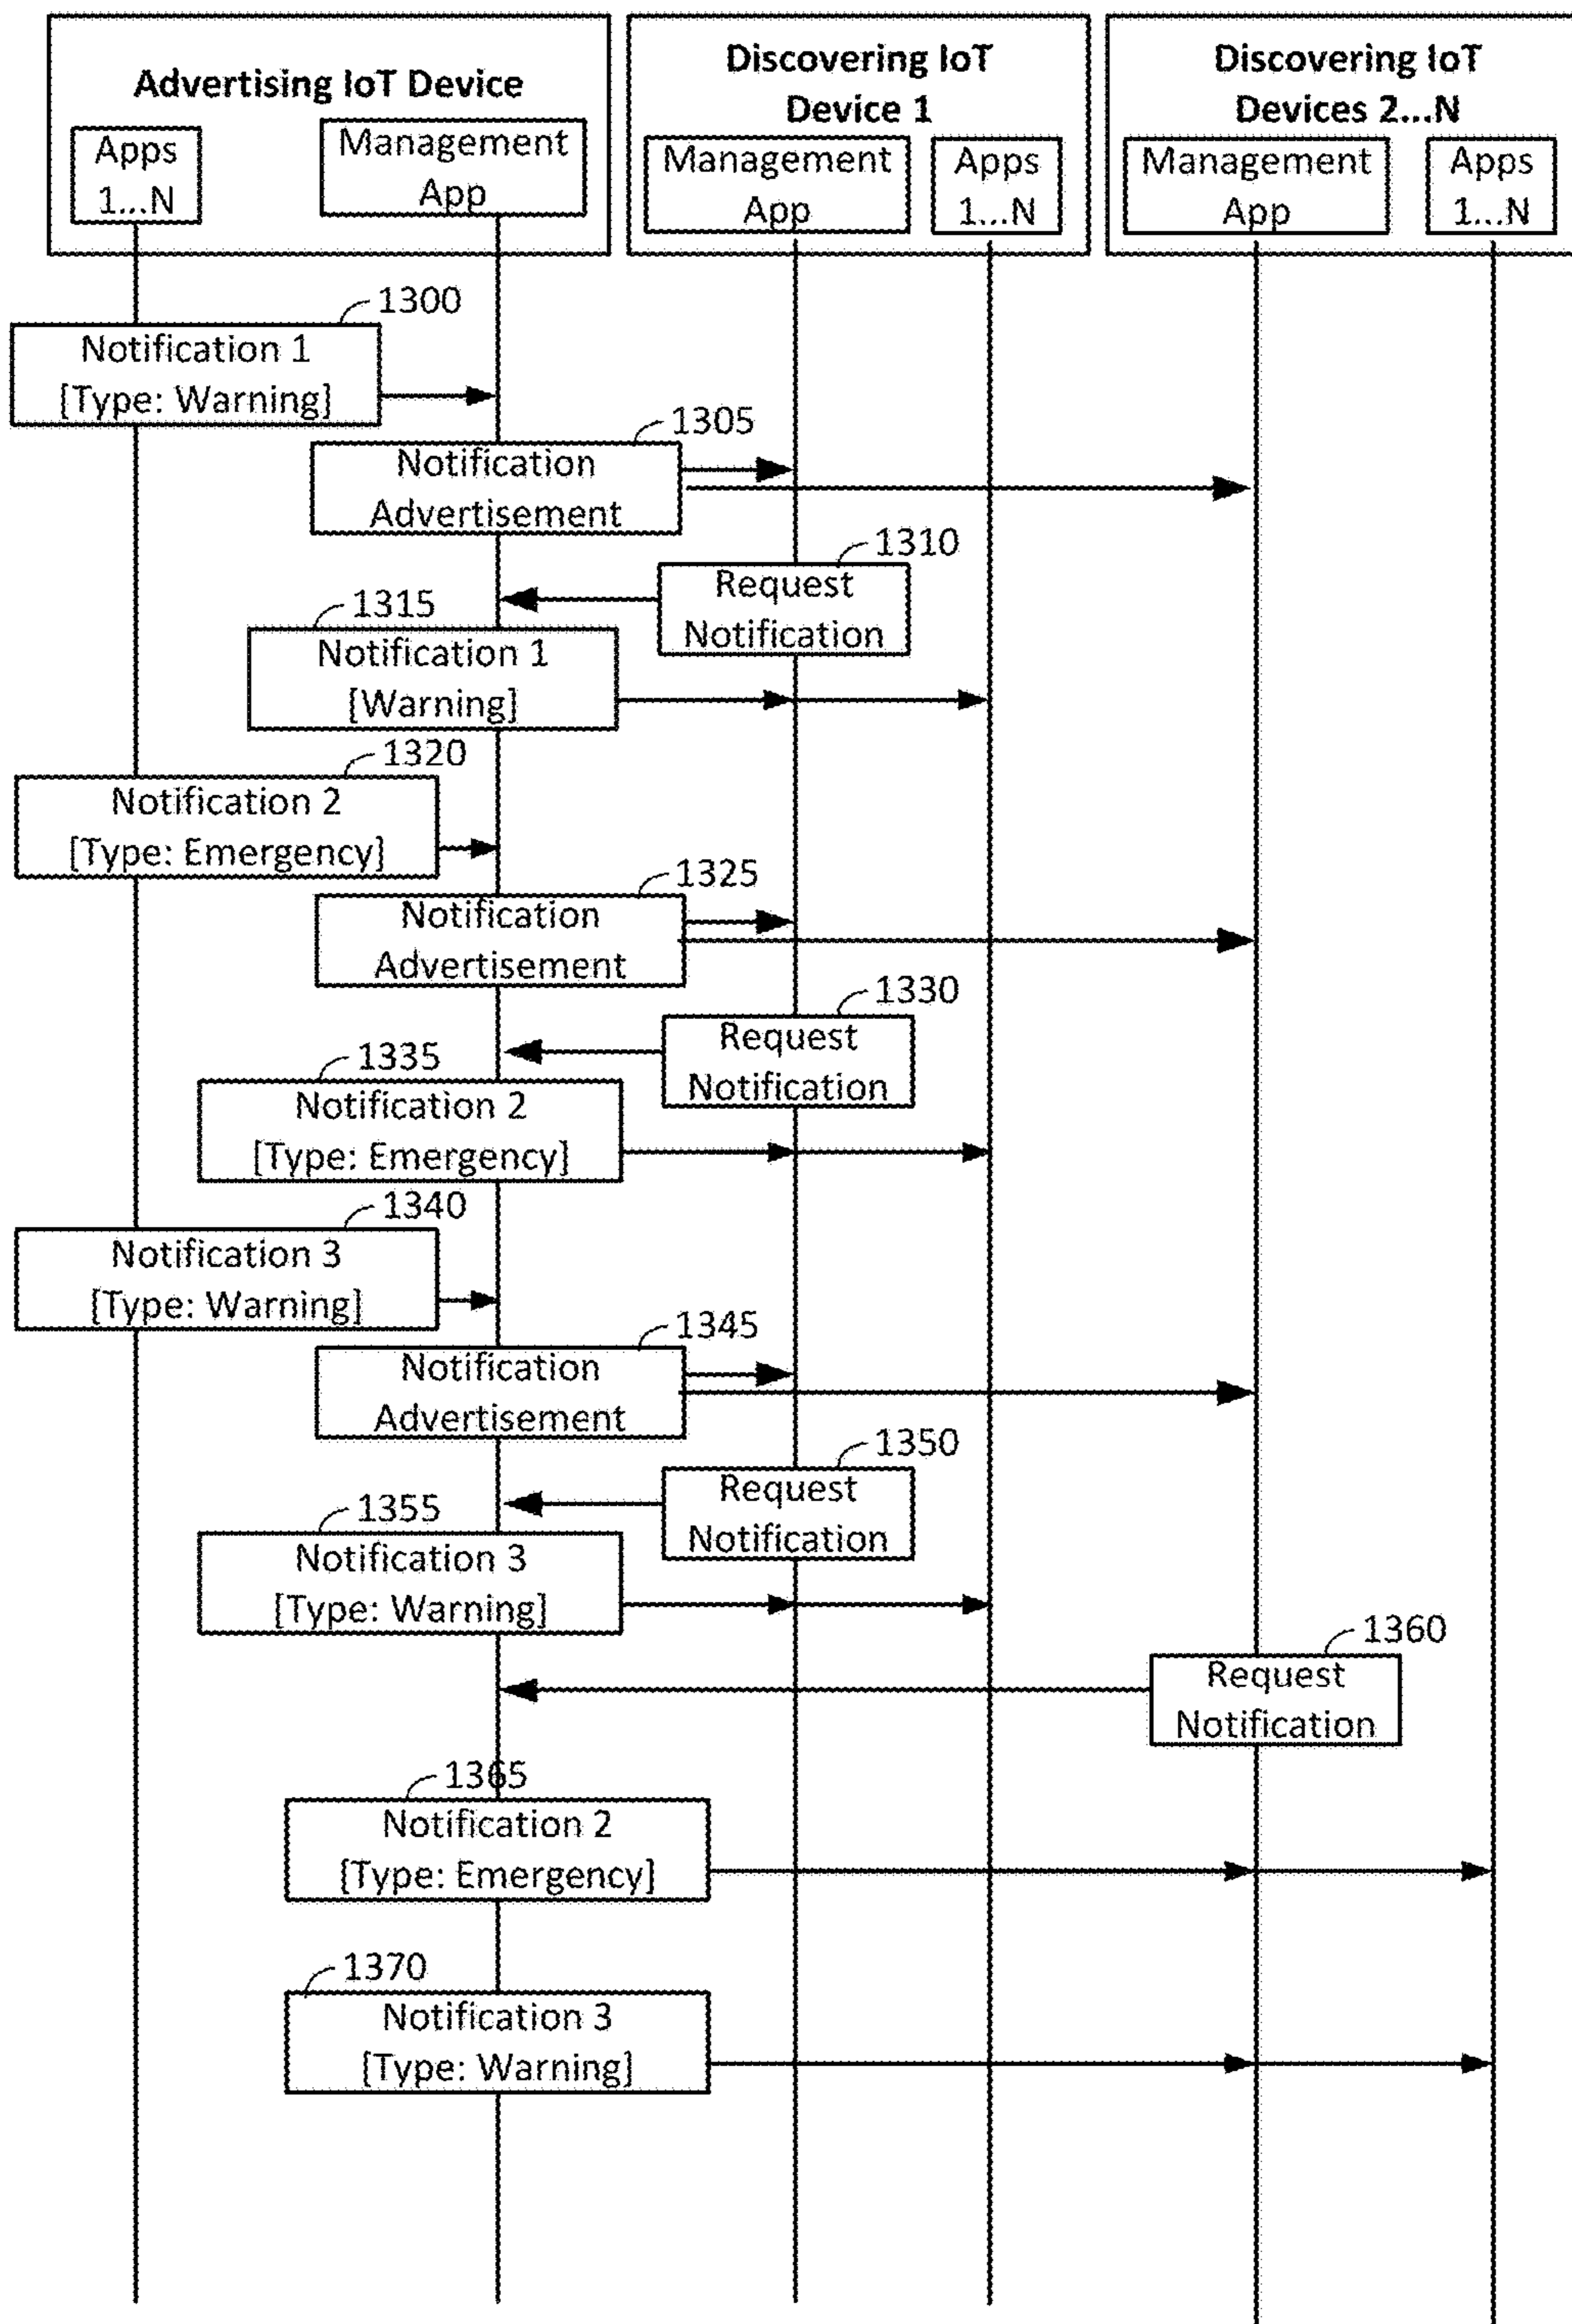 Advertising IoT Device
Apps
1...N
Management
App
Discovering IoT
Device 1
Management
App
Apps
1...N
Discovering IoT
Devices 2...N
Management
App
Apps
1...N
1300
Notification 1
[Type: Warning]
1305
Notification
Advertisement
1310
Request
Notification
1315
Notification 1
[Warning]
1320
Notification 2
[Type: Emergency]
1325
Notification
Advertisement
1330
Request
Notification
1335
Notification 2
[Type: Emergency]
1340
Notification 3
[Type: Warning]
1345
Notification
Advertisement
1350
Request
Notification
1355
Notification 3
[Type: Warning]
1360
Request
Notification
1365
Notification 2
[Type: Emergency]
1370
Notification 3
[Type: Warning]